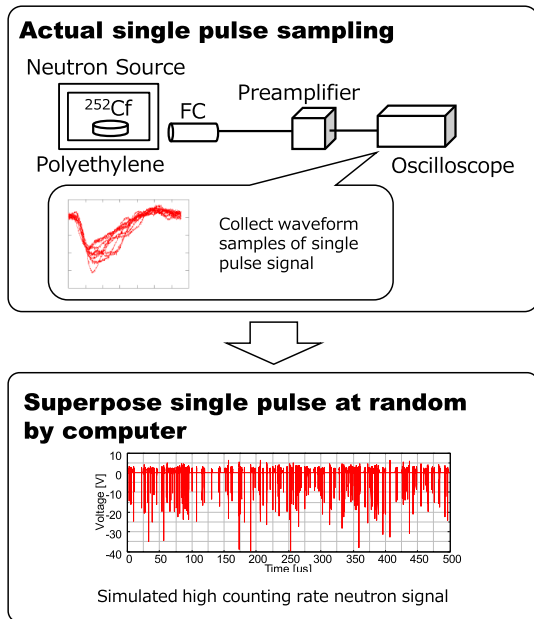 Actual single pulse sampling
Neutron Source
²⁵²Cf
FC
Preamplifier
Polyethylene
Oscilloscope
Collect waveform
samples of single
pulse signal
Superpose single pulse at random
by computer
10
0
-10
-20
-30
-40
Voltage [V]
0 50 100 150 200 250 300 350 400 450 500
Time [us]
Simulated high counting rate neutron signal